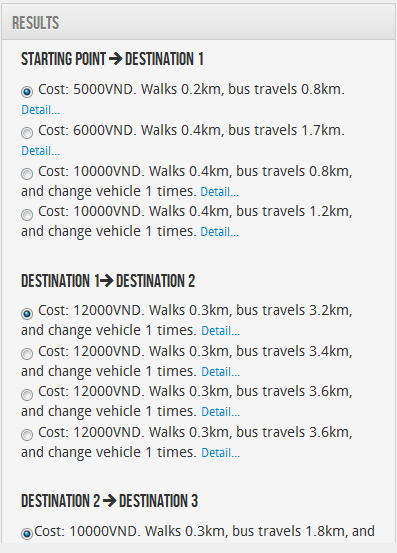 RESULTS
STARTING POINT → DESTINATION 1
Cost: 5000VND. Walks 0.2km, bus travels 0.8km.
Detail...
Cost: 6000VND. Walks 0.4km, bus travels 1.7km.
Detail...
Cost: 10000VND. Walks 0.4km, bus travels 0.8km,
and change vehicle 1 times. Detail...
Cost: 10000VND. Walks 0.4km, bus travels 1.2km,
and change vehicle 1 times. Detail...
DESTINATION 1→ DESTINATION 2
Cost: 12000VND. Walks 0.3km, bus travels 3.2km,
and change vehicle 1 times. Detail...
Cost: 12000VND. Walks 0.3km, bus travels 3.4km,
and change vehicle 1 times. Detail...
Cost: 12000VND. Walks 0.3km, bus travels 3.6km,
and change vehicle 1 times. Detail...
Cost: 12000VND. Walks 0.3km, bus travels 3.6km,
and change vehicle 1 times. Detail...
DESTINATION 2 → DESTINATION 3
Cost: 10000VND. Walks 0.3km, bus travels 1.8km, and